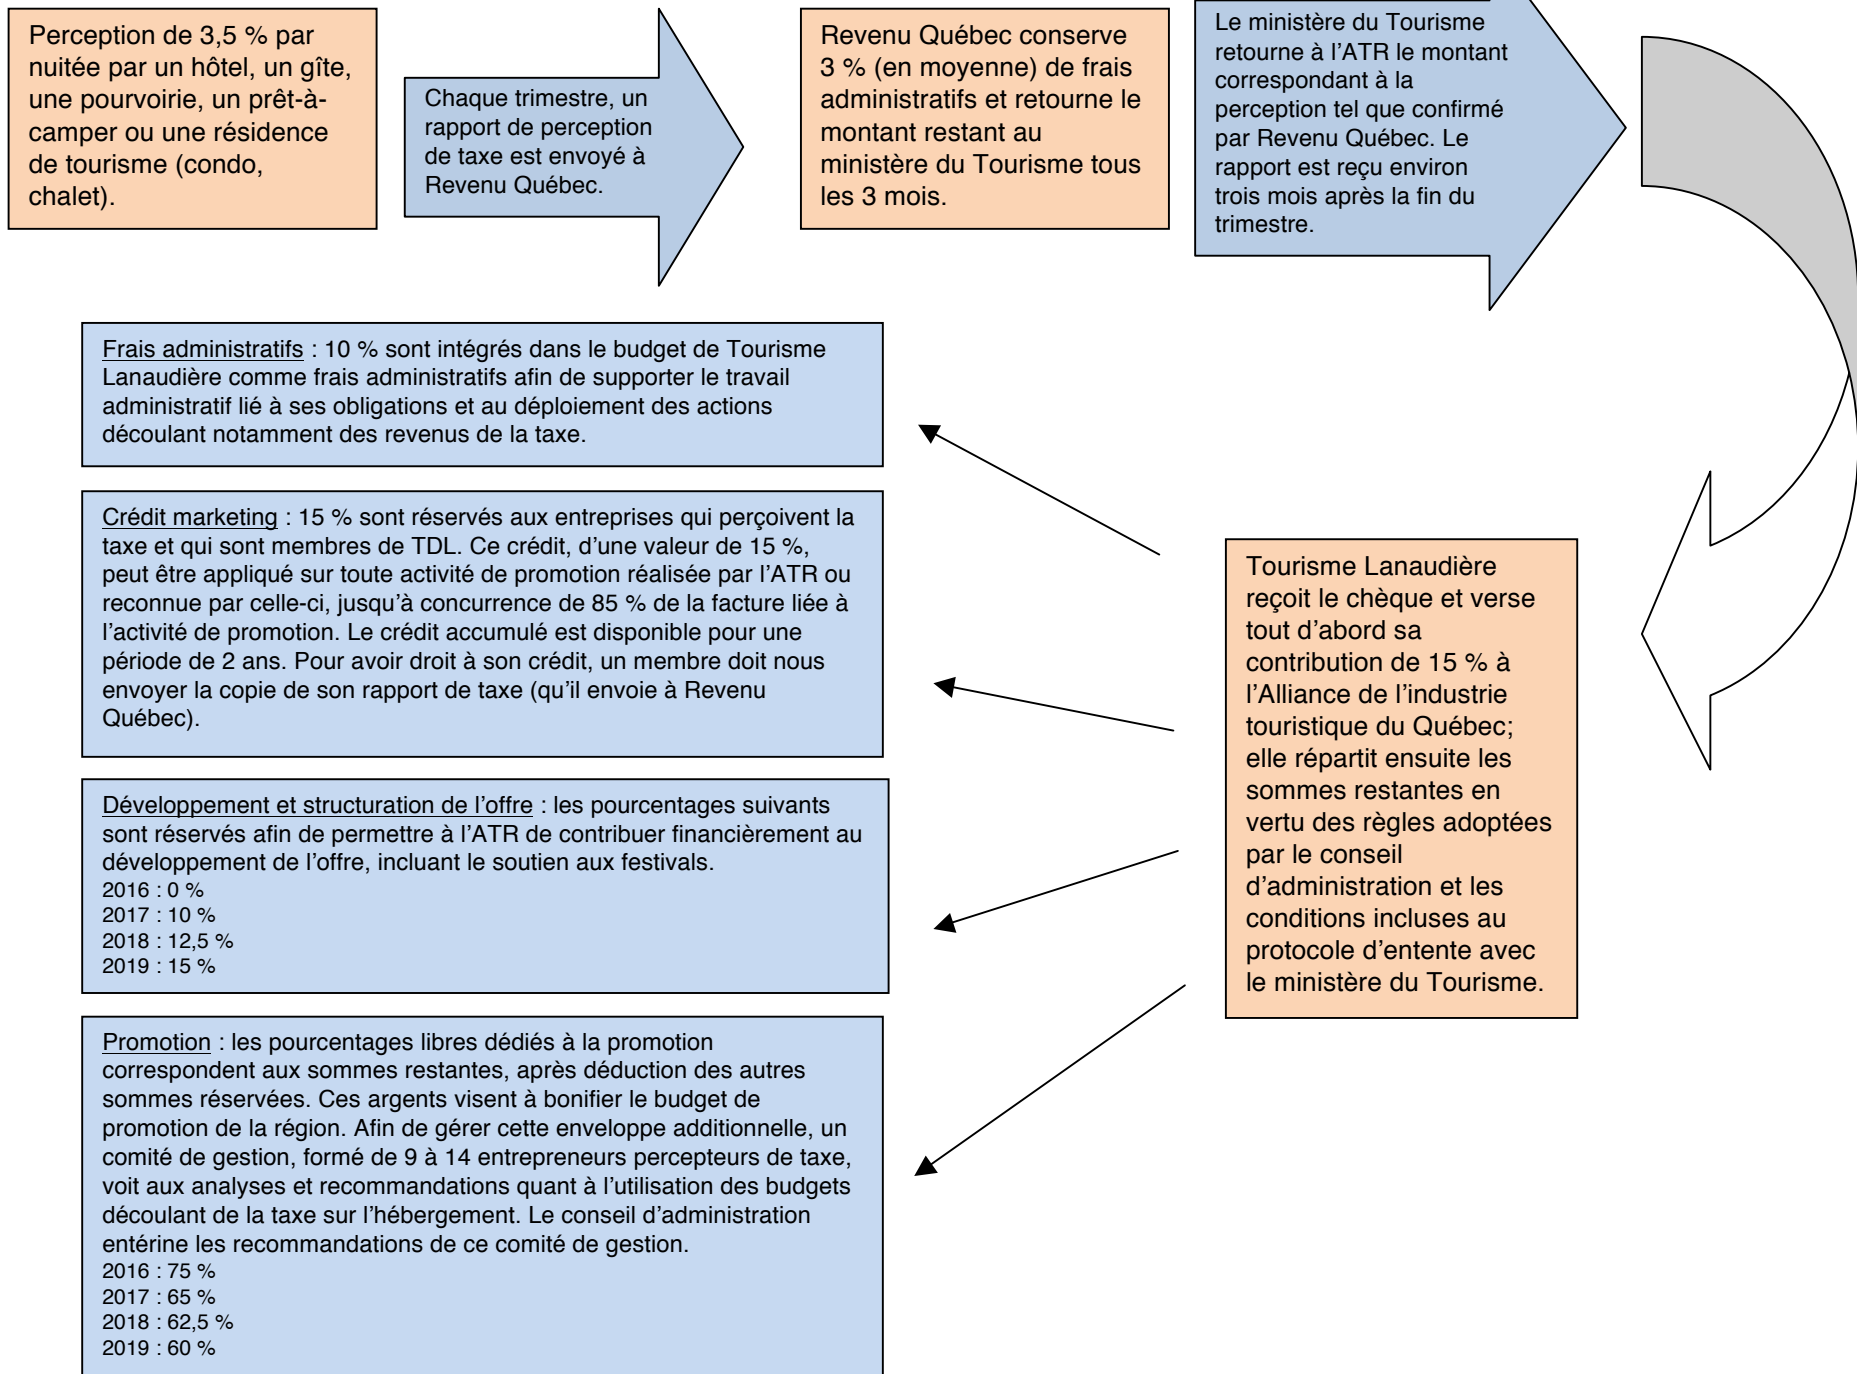 Perception de 3,5 % par
nuitée par un hôtel, un gîte,
une pourvoirie, un prêt-à-
camper ou une résidence
de tourisme (condo,
chalet).
Chaque trimestre, un
rapport de perception
de taxe est envoyé à
Revenu Québec.
Revenu Québec conserve
3 % (en moyenne) de frais
administratifs et retourne le
montant restant au
ministère du Tourisme tous
les 3 mois.
Le ministère du Tourisme
retourne à l’ATR le montant
correspondant à la
perception tel que confirmé
par Revenu Québec. Le
rapport est reçu environ
trois mois après la fin du
trimestre.
Tourisme Lanaudière
reçoit le chèque et verse
tout d’abord sa
contribution de 15 % à
l’Alliance de l’industrie
touristique du Québec;
elle répartit ensuite les
sommes restantes en
vertu des règles adoptées
par le conseil
d’administration et les
conditions incluses au
protocole d’entente avec
le ministère du Tourisme.
Frais administratifs : 10 % sont intégrés dans le budget de Tourisme
Lanaudière comme frais administratifs afin de supporter le travail
administratif lié à ses obligations et au déploiement des actions
découlant notamment des revenus de la taxe.
Crédit marketing : 15 % sont réservés aux entreprises qui perçoivent la
taxe et qui sont membres de TDL. Ce crédit, d’une valeur de 15 %,
peut être appliqué sur toute activité de promotion réalisée par l’ATR ou
reconnue par celle-ci, jusqu’à concurrence de 85 % de la facture liée à
l’activité de promotion. Le crédit accumulé est disponible pour une
période de 2 ans. Pour avoir droit à son crédit, un membre doit nous
envoyer la copie de son rapport de taxe (qu’il envoie à Revenu
Québec).
Développement et structuration de l’offre : les pourcentages suivants
sont réservés afin de permettre à l’ATR de contribuer financièrement au
développement de l’offre, incluant le soutien aux festivals.
2016 : 0 %
2017 : 10 %
2018 : 12,5 %
2019 : 15 %
Promotion : les pourcentages libres dédiés à la promotion
correspondent aux sommes restantes, après déduction des autres
sommes réservées. Ces argents visent à bonifier le budget de
promotion de la région. Afin de gérer cette enveloppe additionnelle, un
comité de gestion, formé de 9 à 14 entrepreneurs percepteurs de taxe,
voit aux analyses et recommandations quant à l’utilisation des budgets
découlant de la taxe sur l’hébergement. Le conseil d’administration
entérine les recommandations de ce comité de gestion.
2016 : 75 %
2017 : 65 %
2018 : 62,5 %
2019 : 60 %